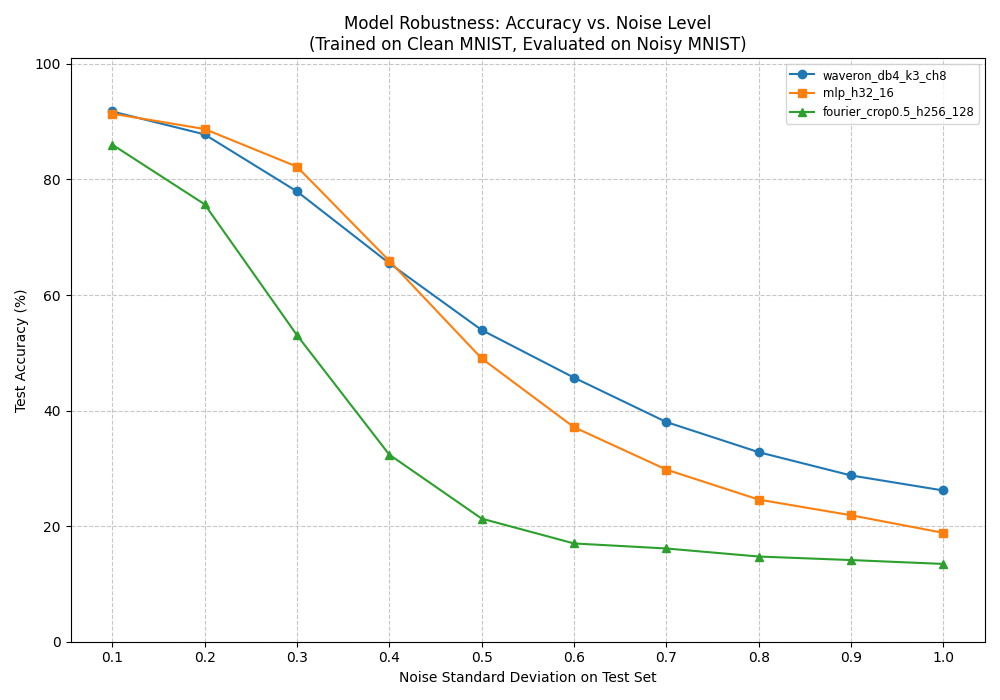 Model Robustness: Accuracy vs. Noise Level
(Trained on Clean MNIST, Evaluated on Noisy MNIST)
waveron_db4_k3_ch8
mlp_h32_16
fourier_crop0.5_h256_128
Test Accuracy (%)
100
80
60
40
20
0
0.1 0.2 0.3 0.4 0.5 0.6 0.7 0.8 0.9 1.0
Noise Standard Deviation on Test Set